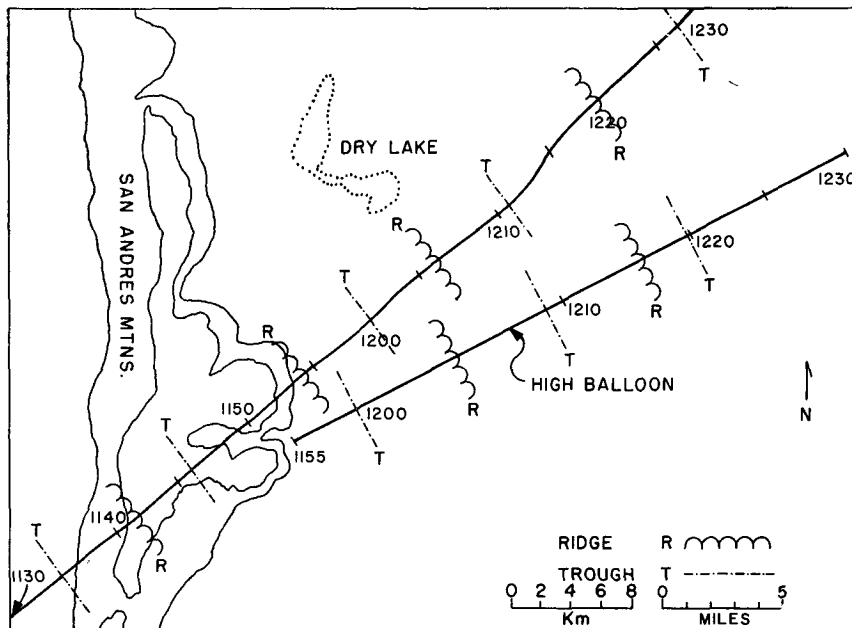 1230
T
T
1220
R
DRY LAKE
SAN ANDRES MTNS.
T
1210
1230
R
T
1220
T
1200
R
T
1210
R
T
HIGH BALLOON
R
1150
T
1200
R
N
T
1155
T
1140
T
R
1130
RIDGE R
TROUGH T
0 2 4 6 8
Km
0 5
MILES